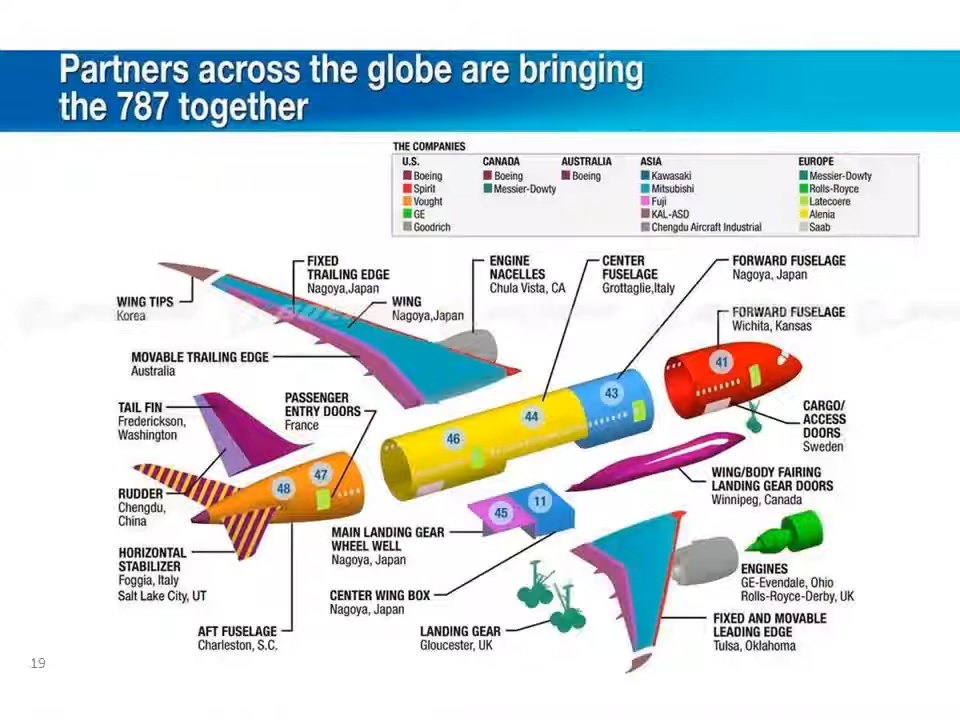 Partners across the globe are bringing
the 787 together
THE COMPANIES
U.S.
Boeing
Spirit
Vought
GE
Goodrich
CANADA
Boeing
Messier-Dowty
AUSTRALIA
Boeing
ASIA
Kawasaki
Mitsubishi
Fuji
KAL-ASD
Chengdu Aircraft Industrial
EUROPE
Messier-Dowty
Rolls-Royce
Latecoere
Alenia
Saab
FIXED
TRAILING EDGE
Nagoya,Japan
ENGINE
NACELLES
Chula Vista, CA
CENTER
FUSELAGE
Grottaglie,Italy
FORWARD FUSELAGE
Nagoya, Japan
WING TIPS
Korea
WING
Nagoya,Japan
FORWARD FUSELAGE
Wichita, Kansas
MOVABLE TRAILING EDGE
Australia
41
43
44
46
TAIL FIN
Frederickson,
Washington
PASSENGER
ENTRY DOORS
France
CARGO/
ACCESS
DOORS
Sweden
47
48
WING/BODY FAIRING
LANDING GEAR DOORS
Winnipeg, Canada
RUDDER
Chengdu,
China
45
11
MAIN LANDING GEAR
WHEEL WELL
Nagoya, Japan
HORIZONTAL
STABILIZER
Foggia, Italy
Salt Lake City, UT
CENTER WING BOX
Nagoya, Japan
ENGINES
GE-Evendale, Ohio
Rolls-Royce-Derby, UK
AFT FUSELAGE
Charleston, S.C.
LANDING GEAR
Gloucester, UK
FIXED AND MOVABLE
LEADING EDGE
Tulsa, Oklahoma
19